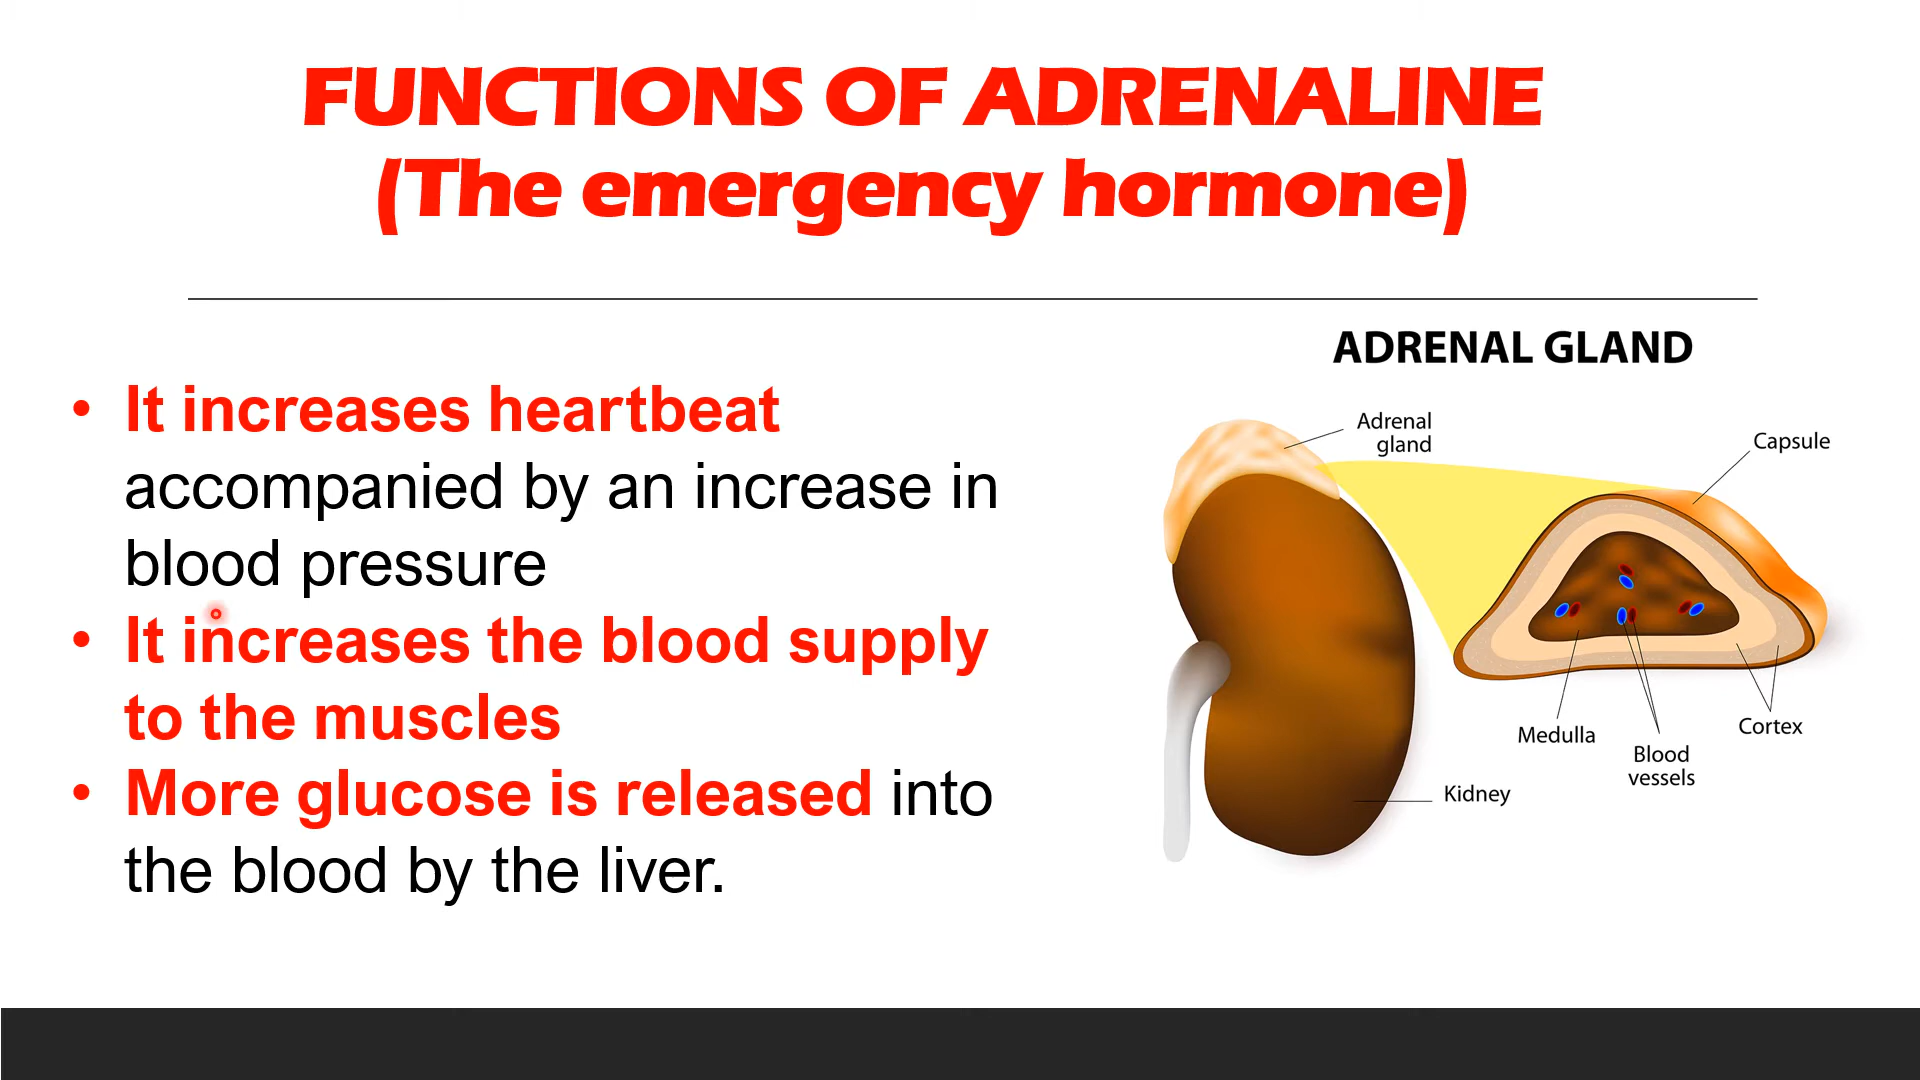 FUNCTIONS OF ADRENALINE
(The emergency hormone)
• It increases heartbeat
accompanied by an increase in
blood pressure
• It increases the blood supply
to the muscles
• More glucose is released into
the blood by the liver.
ADRENAL GLAND
Adrenal
gland
Capsule
Medulla
Blood
vessels
Cortex
Kidney